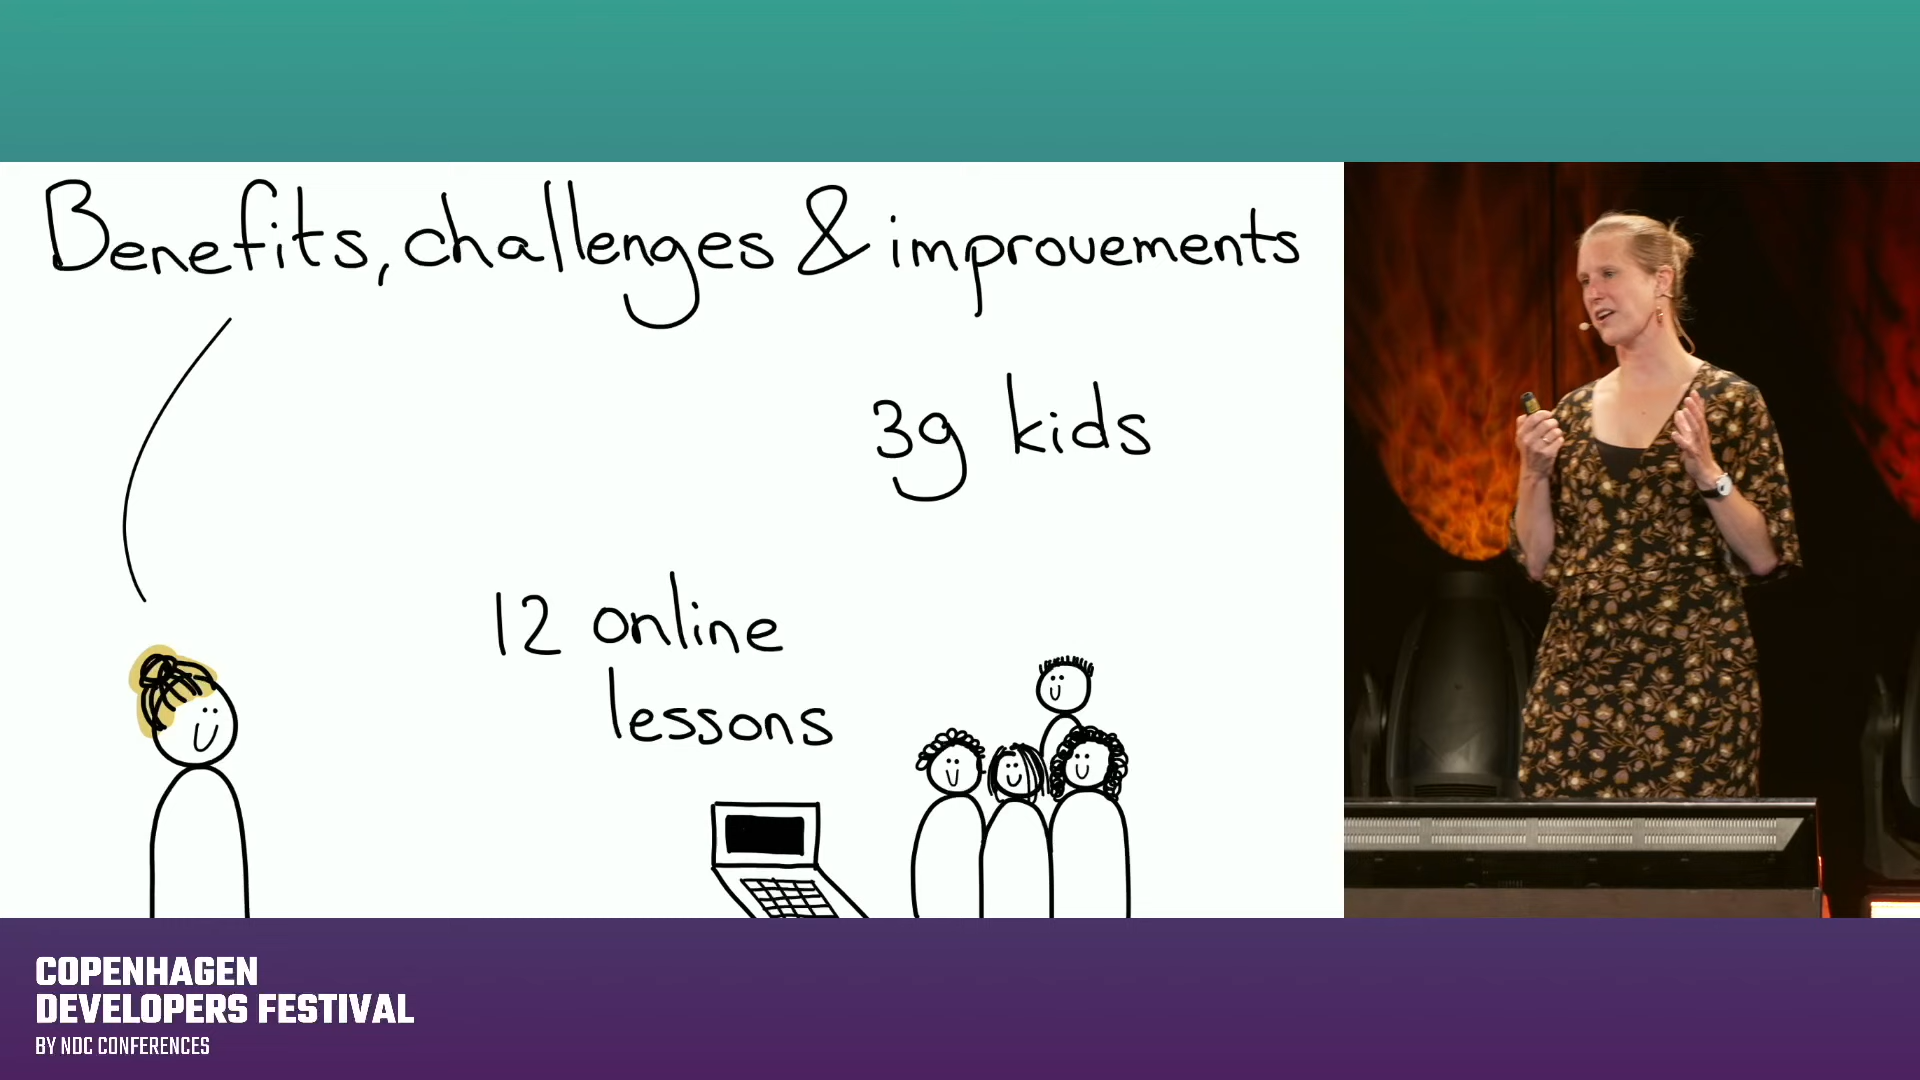 Benefits, challenges & improvements
39 kids
12 online
lessons
COPENHAGEN
DEVELOPERS FESTIVAL
BY NDC CONFERENCES